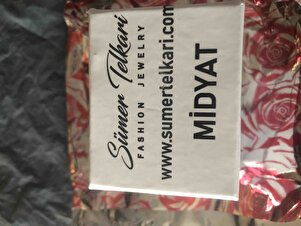 Sümer Telkari
FASHION JEWELRY
www.sumertelkari.com
MİDYAT